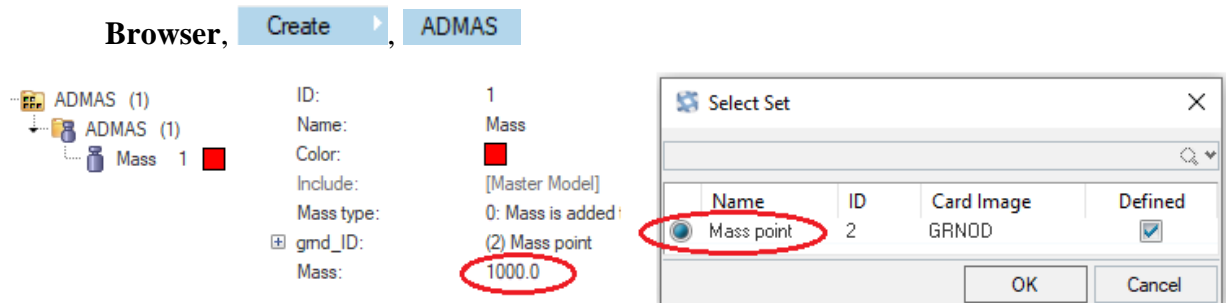 Browser, Create , ADMAS
ADMAS (1)
ADMAS (1)
Mass 1
ID: 1
Name: Mass
Color:
Include: [Master Model]
Mass type: 0: Mass is added
grnd_ID: (2) Mass point
Mass: 1000.0
Select Set
Name ID Card Image Defined
Mass point 2 GRNOD
OK Cancel